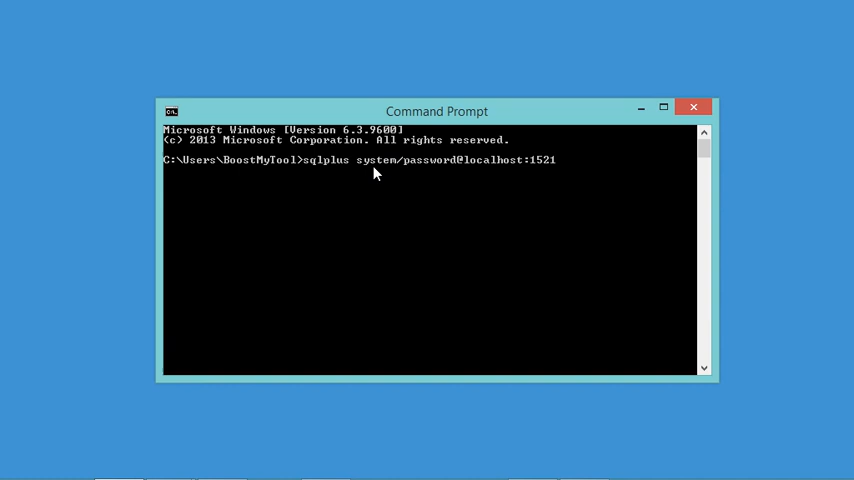 Command Prompt
Microsoft Windows [Version 6.3.9600]
(c) 2013 Microsoft Corporation. All rights reserved.
C:\Users\BoostMyTool>sqlplus system/password@localhost:1521